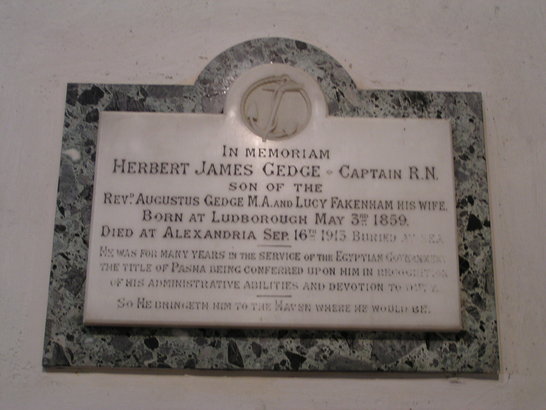 IN MEMORIAM
HERBERT JAMES GEDGE - CAPTAIN R.N.
SON OF THE
REVD. AUGUSTUS GEDGE M.A. AND LUCY FAKENHAM HIS WIFE.
BORN AT LUDBOROUGH MAY 3RD 1859.
DIED AT ALEXANDRIA SEP. 16TH 1913 BURIED AT SEA
HE WAS FOR MANY YEARS IN THE SERVICE OF THE EGYPTIAN GOVERNMENT
THE TITLE OF PASHA BEING CONFERRED UPON HIM IN RECOGNITION
OF HIS ADMINISTRATIVE ABILITIES AND DEVOTION TO DUTY.
SO HE BRINGETH HIM TO THE HAVEN WHERE HE WOULD BE.